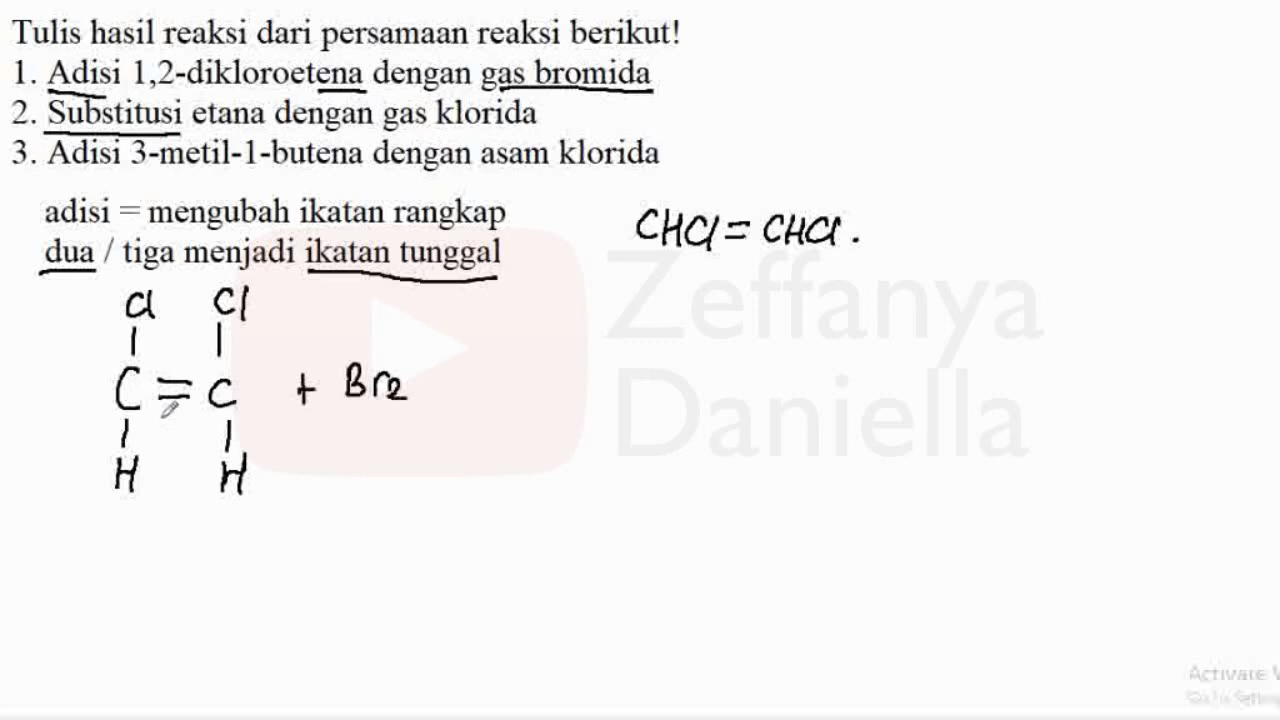 Tulis hasil reaksi dari persamaan reaksi berikut!
1. Adisi 1,2-dikloroetena dengan gas bromida
2. Substitusi etana dengan gas klorida
3. Adisi 3-metil-1-butena dengan asam klorida
adisi = mengubah ikatan rangkap
dua / tiga menjadi ikatan tunggal
CHCl = CHCl.
Zeffanya
Daniella
Cl Cl
C = C + Br2
H H
Activate